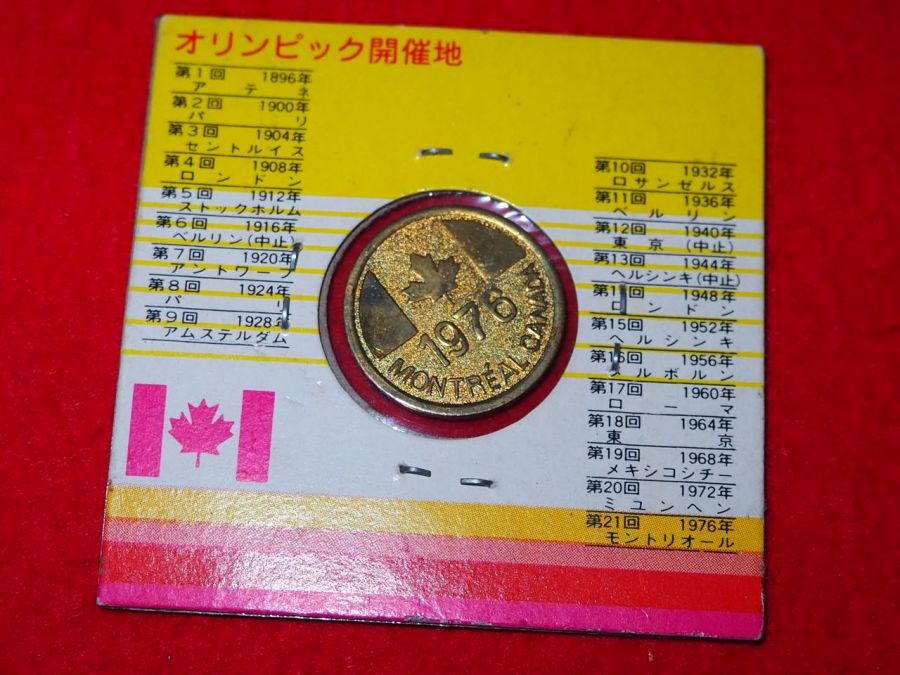 オリンピック開催地
第1回 1896年
アテネ
第2回 1900年
パリ
第3回 1904年
セントルイス
第4回 1908年
ロンドン
第5回 1912年
ストックホルム
第6回 1916年
ベルリン(中止)
第7回 1920年
アントワープ
第8回 1924年
パリ
第9回 1928年
アムステルダム
第10回 1932年
ロサンゼルス
第11回 1936年
ベルリン
第12回 1940年
東京(中止)
第13回 1944年
ヘルシンキ(中止)
第14回 1948年
ロンドン
第15回 1952年
ヘルシンキ
第16回 1956年
メルボルン
第17回 1960年
ローマ
第18回 1964年
東京
第19回 1968年
メキシコシチー
第20回 1972年
ミュンヘン
第21回 1976年
モントリオール
1976
MONTRÉAL CANADA